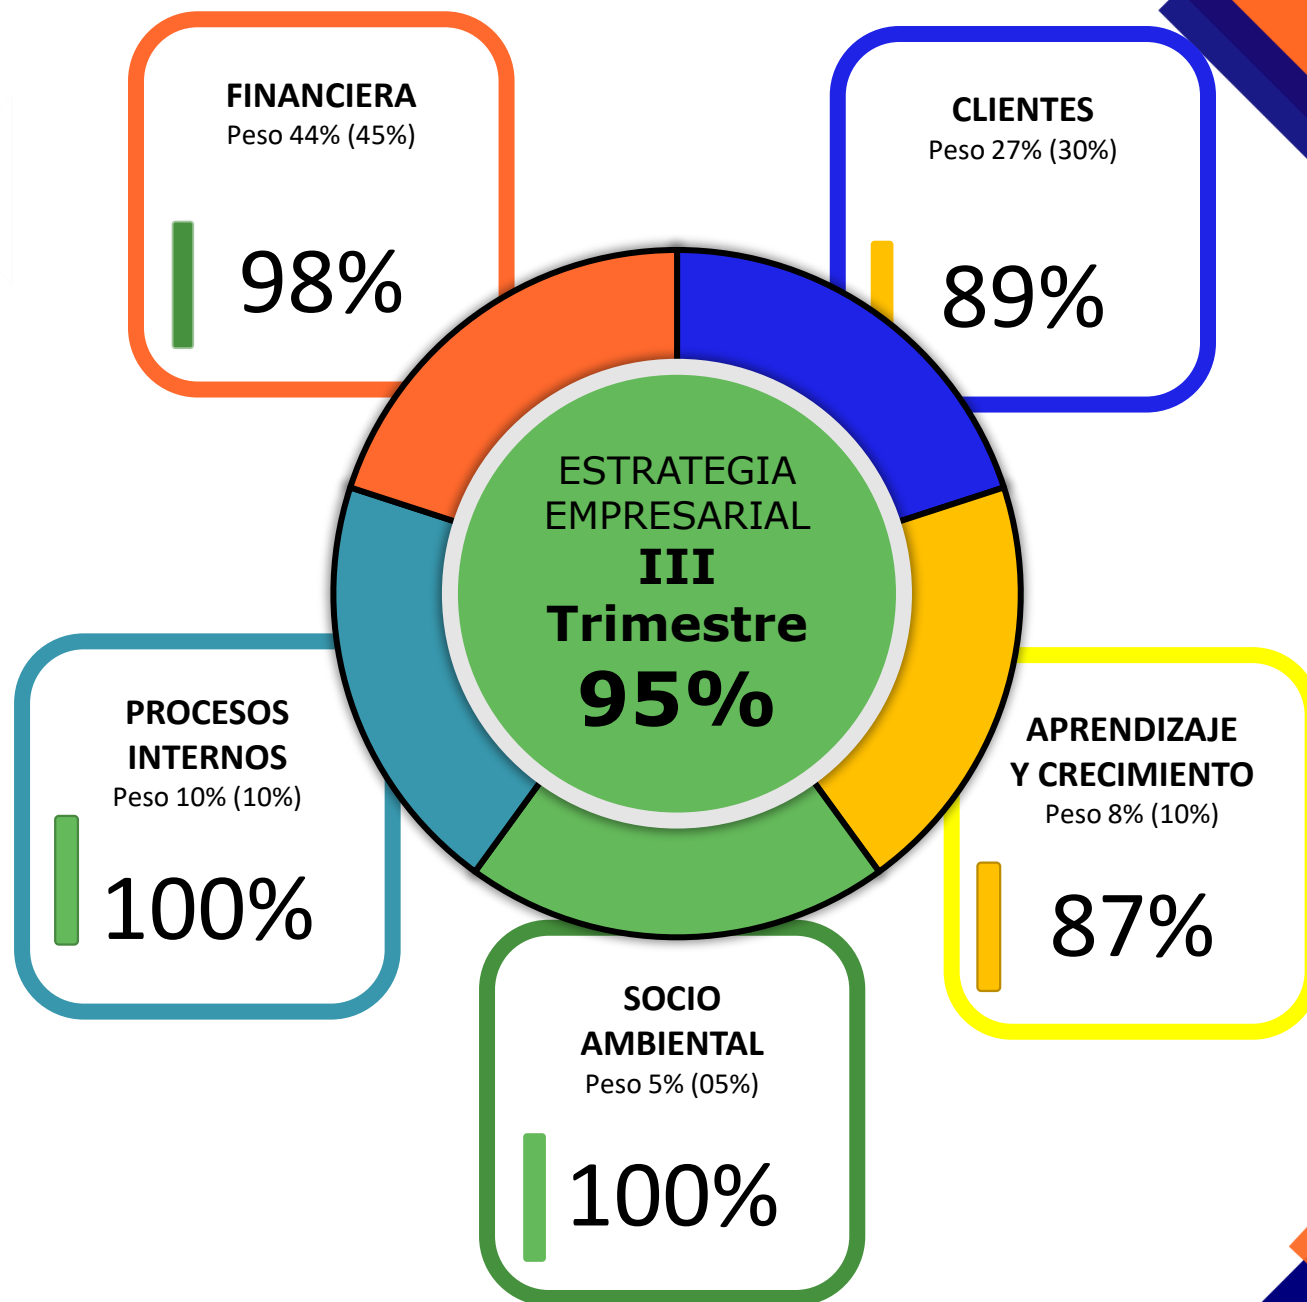 FINANCIERA
Peso 44% (45%)
98%
CLIENTES
Peso 27% (30%)
89%
ESTRATEGIA
EMPRESARIAL
III
Trimestre
95%
PROCESOS
INTERNOS
Peso 10% (10%)
100%
APRENDIZAJE
Y CRECIMIENTO
Peso 8% (10%)
87%
SOCIO
AMBIENTAL
Peso 5% (05%)
100%